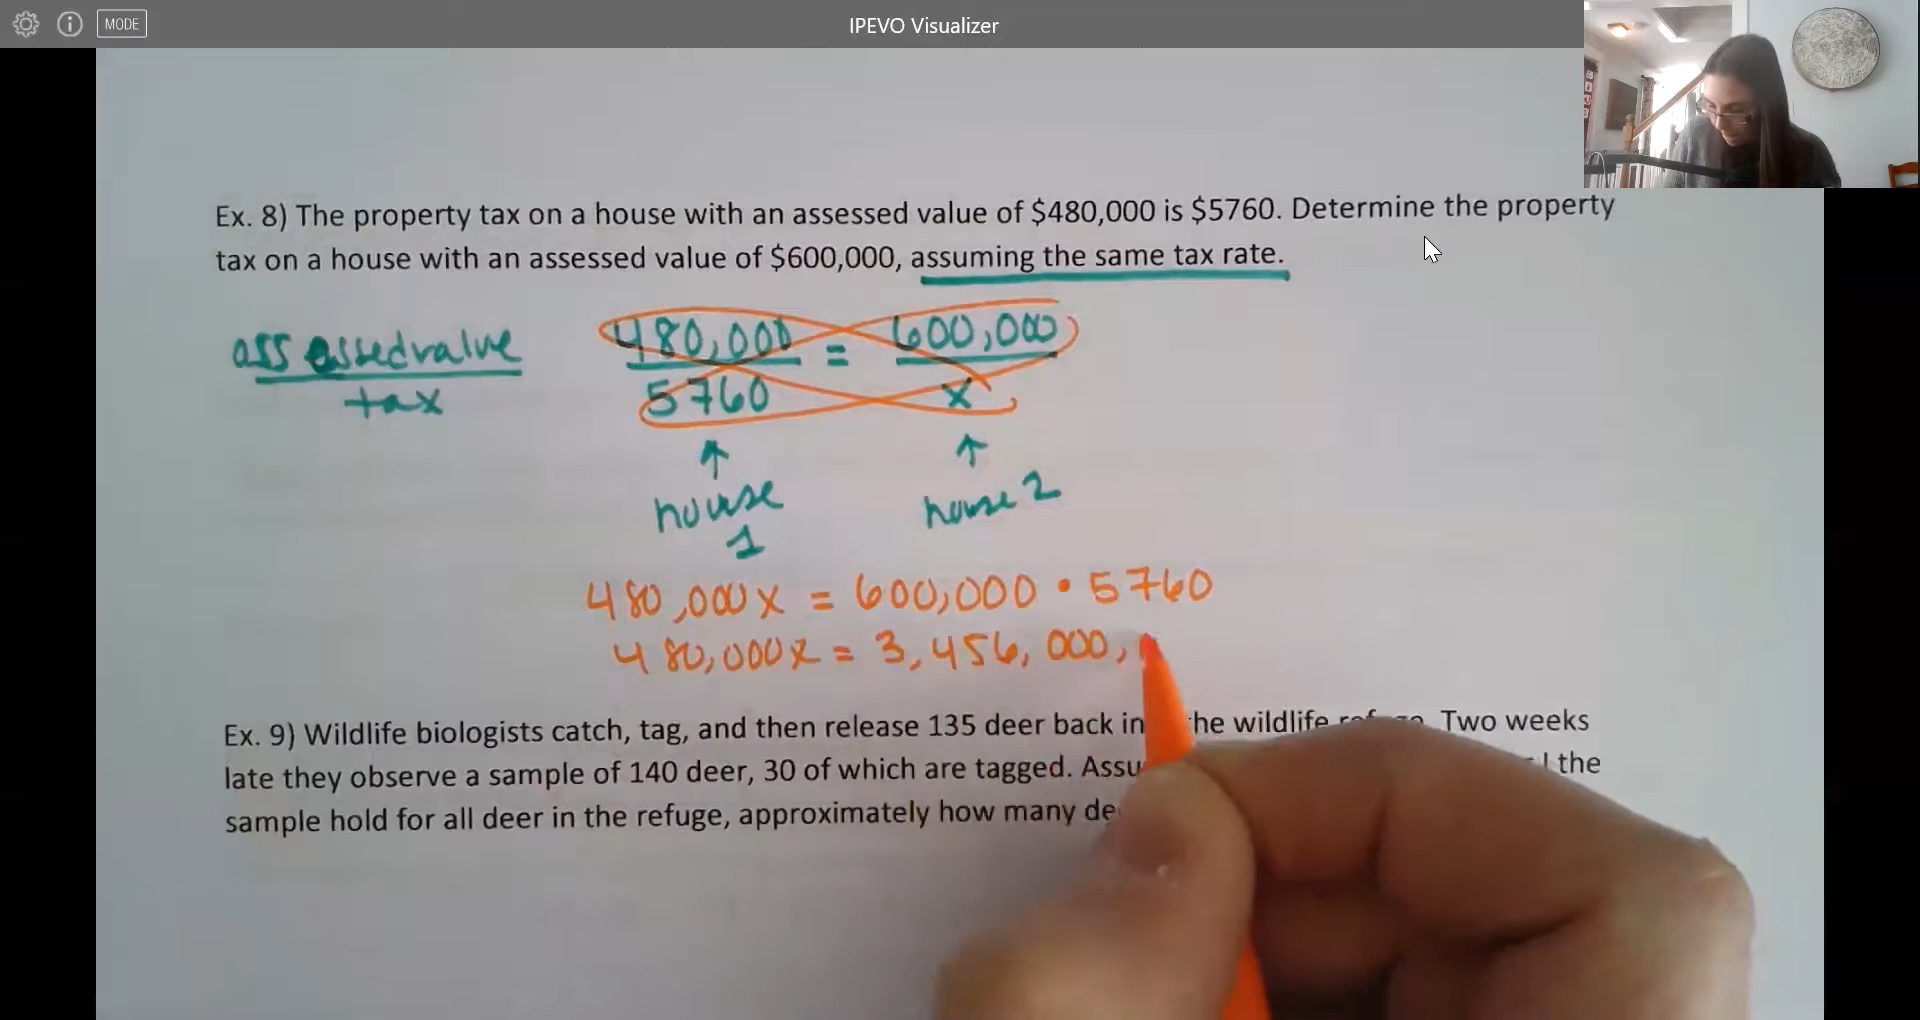 MODE
IPEVO Visualizer
Ex. 8) The property tax on a house with an assessed value of $480,000 is $5760. Determine the property
tax on a house with an assessed value of $600,000, assuming the same tax rate.
assessed value
tax
480,000 = 600,000
5760 x
↑ ↑
house house 2
1
480,000x = 600,000 • 5760
480,000x = 3,456,000,
Ex. 9) Wildlife biologists catch, tag, and then release 135 deer back the wildlife Two weeks
late they observe a sample of 140 deer, 30 of which are tagged. the
sample hold for all deer in the refuge, approximately how many